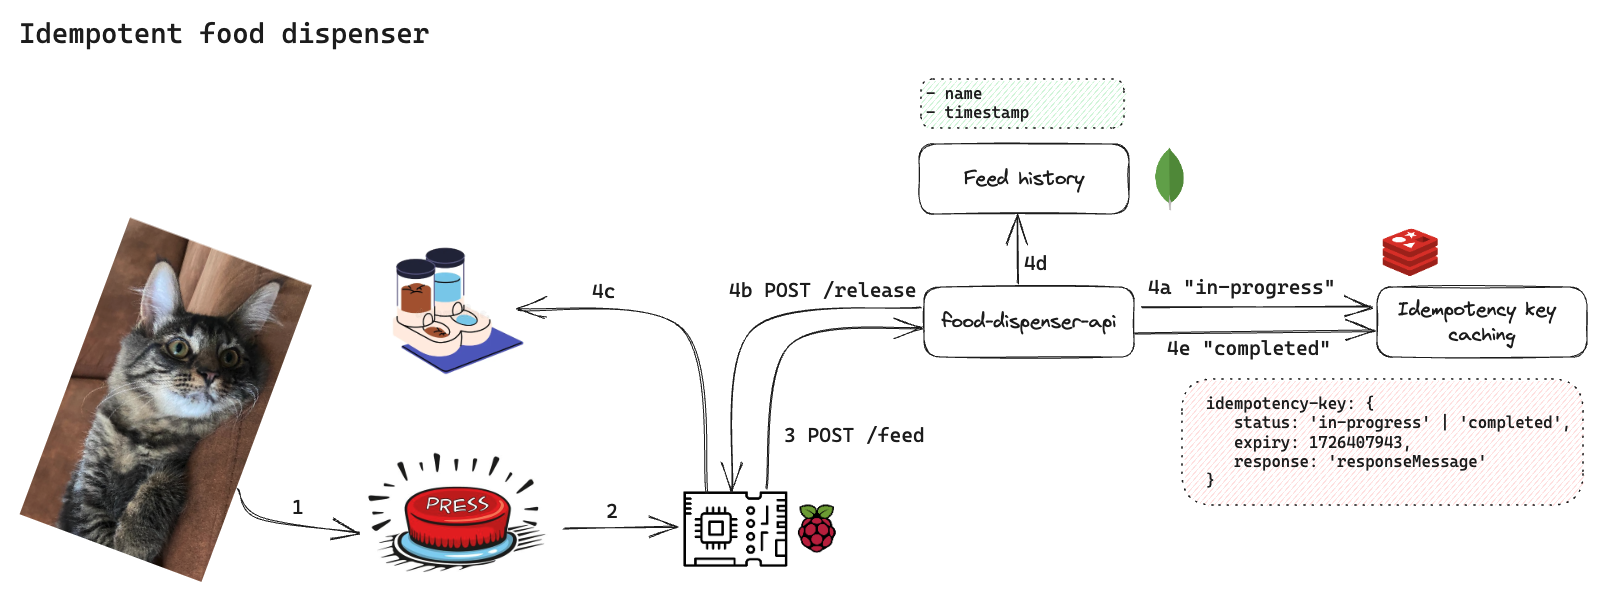 Idempotent food dispenser
- name
- timestamp
Feed history
4d
4c
4b POST /release
food-dispenser-api
4a "in-progress"
4e "completed"
Idempotency key
caching
3 POST /feed
idempotency-key: {
status: 'in-progress' | 'completed',
expiry: 1726407943,
response: 'responseMessage'
}
1
PRESS
2